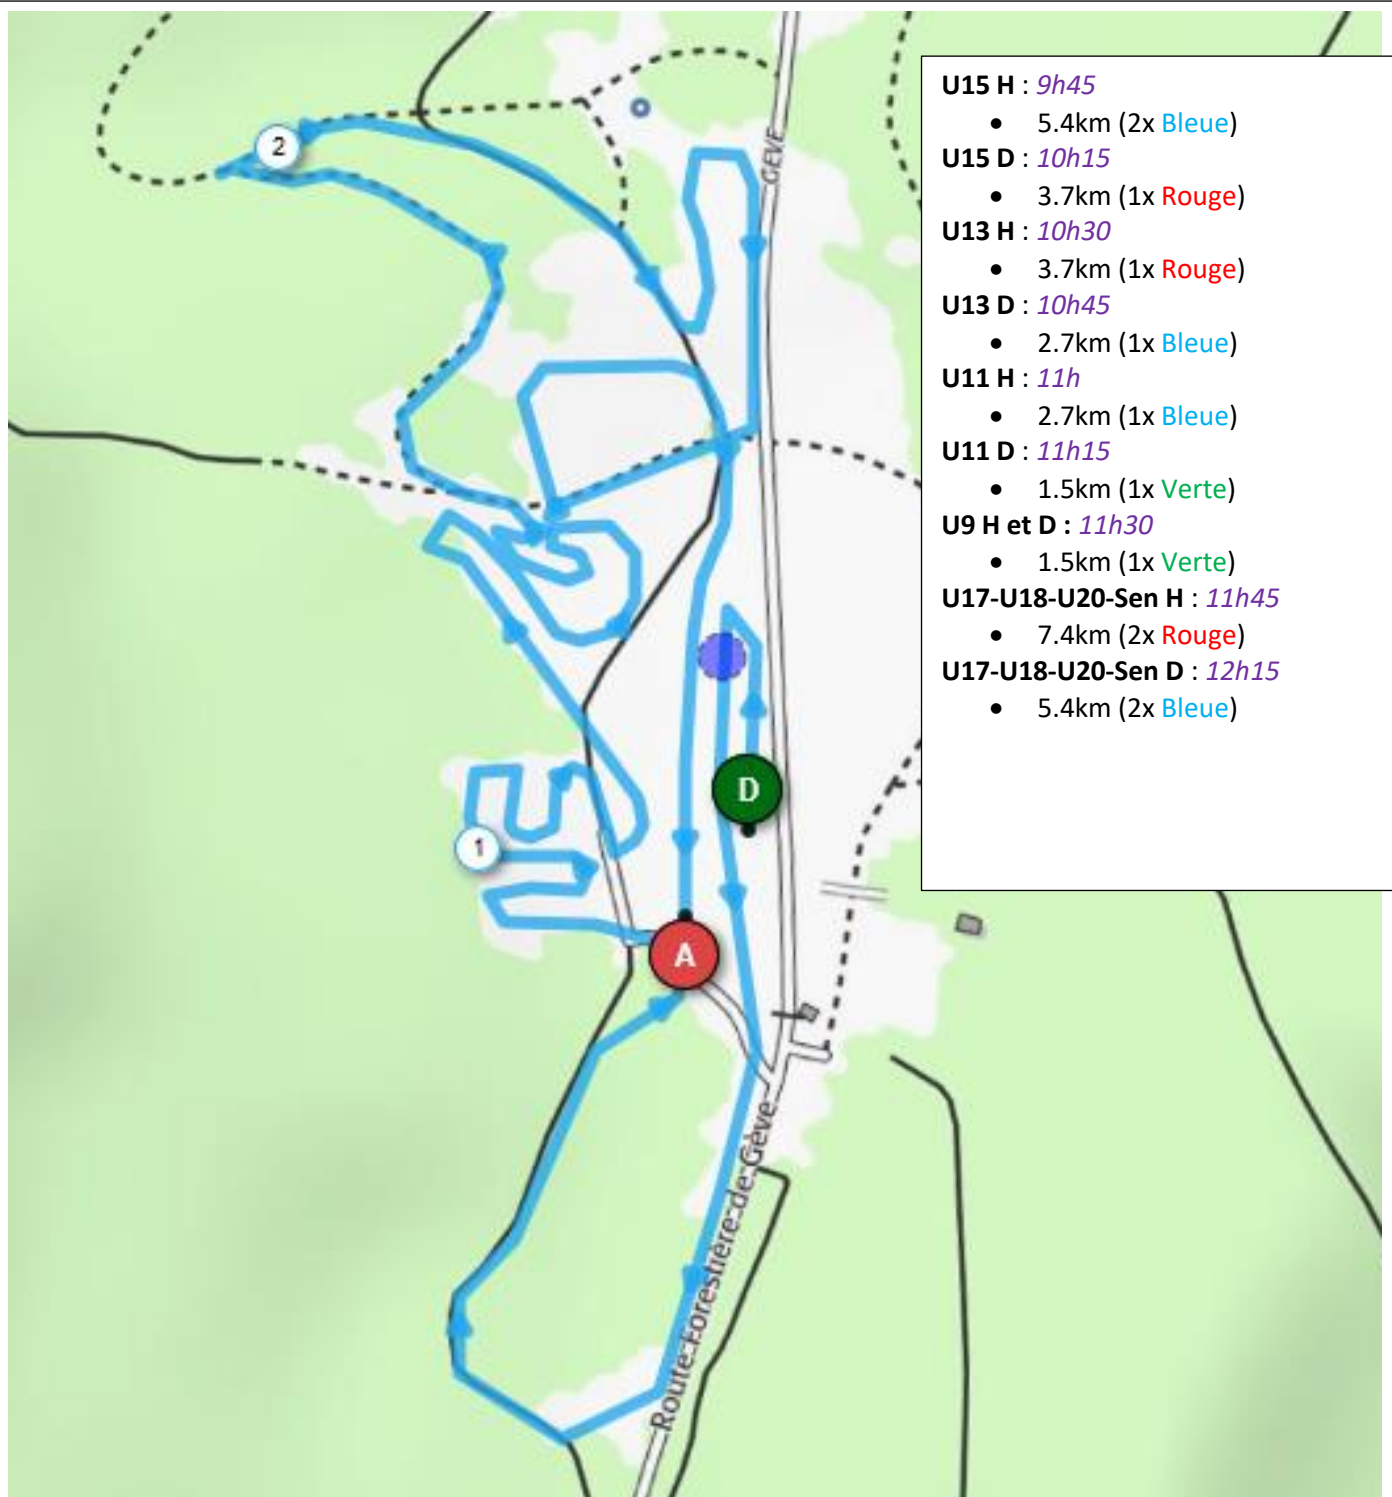 U15 H : 9h45
• 5.4km (2x Bleue)
U15 D : 10h15
• 3.7km (1x Rouge)
U13 H : 10h30
• 3.7km (1x Rouge)
U13 D : 10h45
• 2.7km (1x Bleue)
U11 H : 11h
• 2.7km (1x Bleue)
U11 D : 11h15
• 1.5km (1x Verte)
U9 H et D : 11h30
• 1.5km (1x Verte)
U17-U18-U20-Sen H : 11h45
• 7.4km (2x Rouge)
U17-U18-U20-Sen D : 12h15
• 5.4km (2x Bleue)
2
GEVE
D
1
A
Route Forestière de Gève